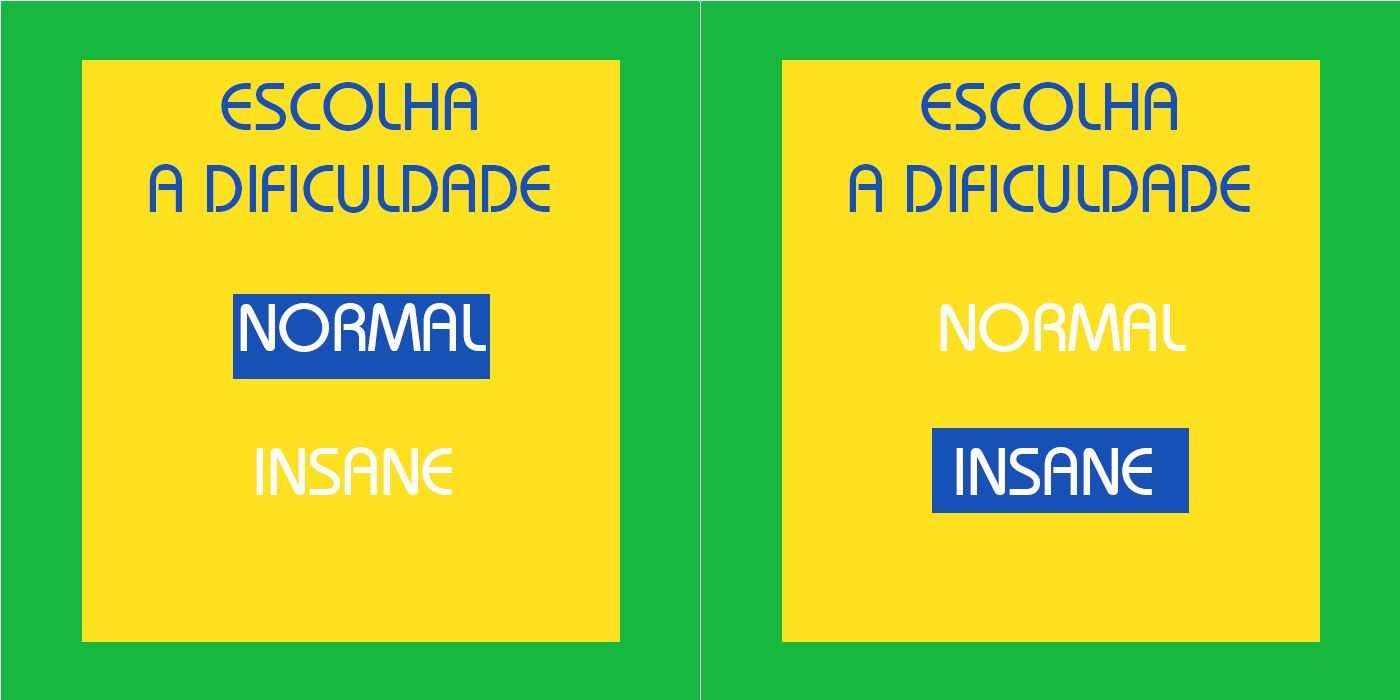 ESCOLHA
A DIFICULDADE
NORMAL
INSANE
ESCOLHA
A DIFICULDADE
NORMAL
INSANE